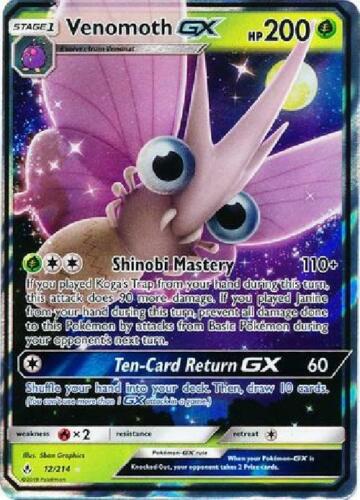 STAGE1 Venomoth GX HP200
Evolves from Venonat
Shinobi Mastery 110+
If you played Koga's Trap from your hand during this turn,
this attack does 90 more damage. If you played Janine
from your hand during this turn, prevent all damage done
to this Pokémon by attacks from Basic Pokémon during
your opponent's next turn.
Ten-Card Return GX 60
Shuffle your hand into your deck. Then, draw 10 cards.
(You can't use more than 1 GX attack in a game.)
weakness ×2 resistance retreat
Illus. 5ban Graphics
12/214
©2019 Pokémon
Pokémon-GX rule
When your Pokémon-GX is
Knocked Out, your opponent takes 2 Prize cards.